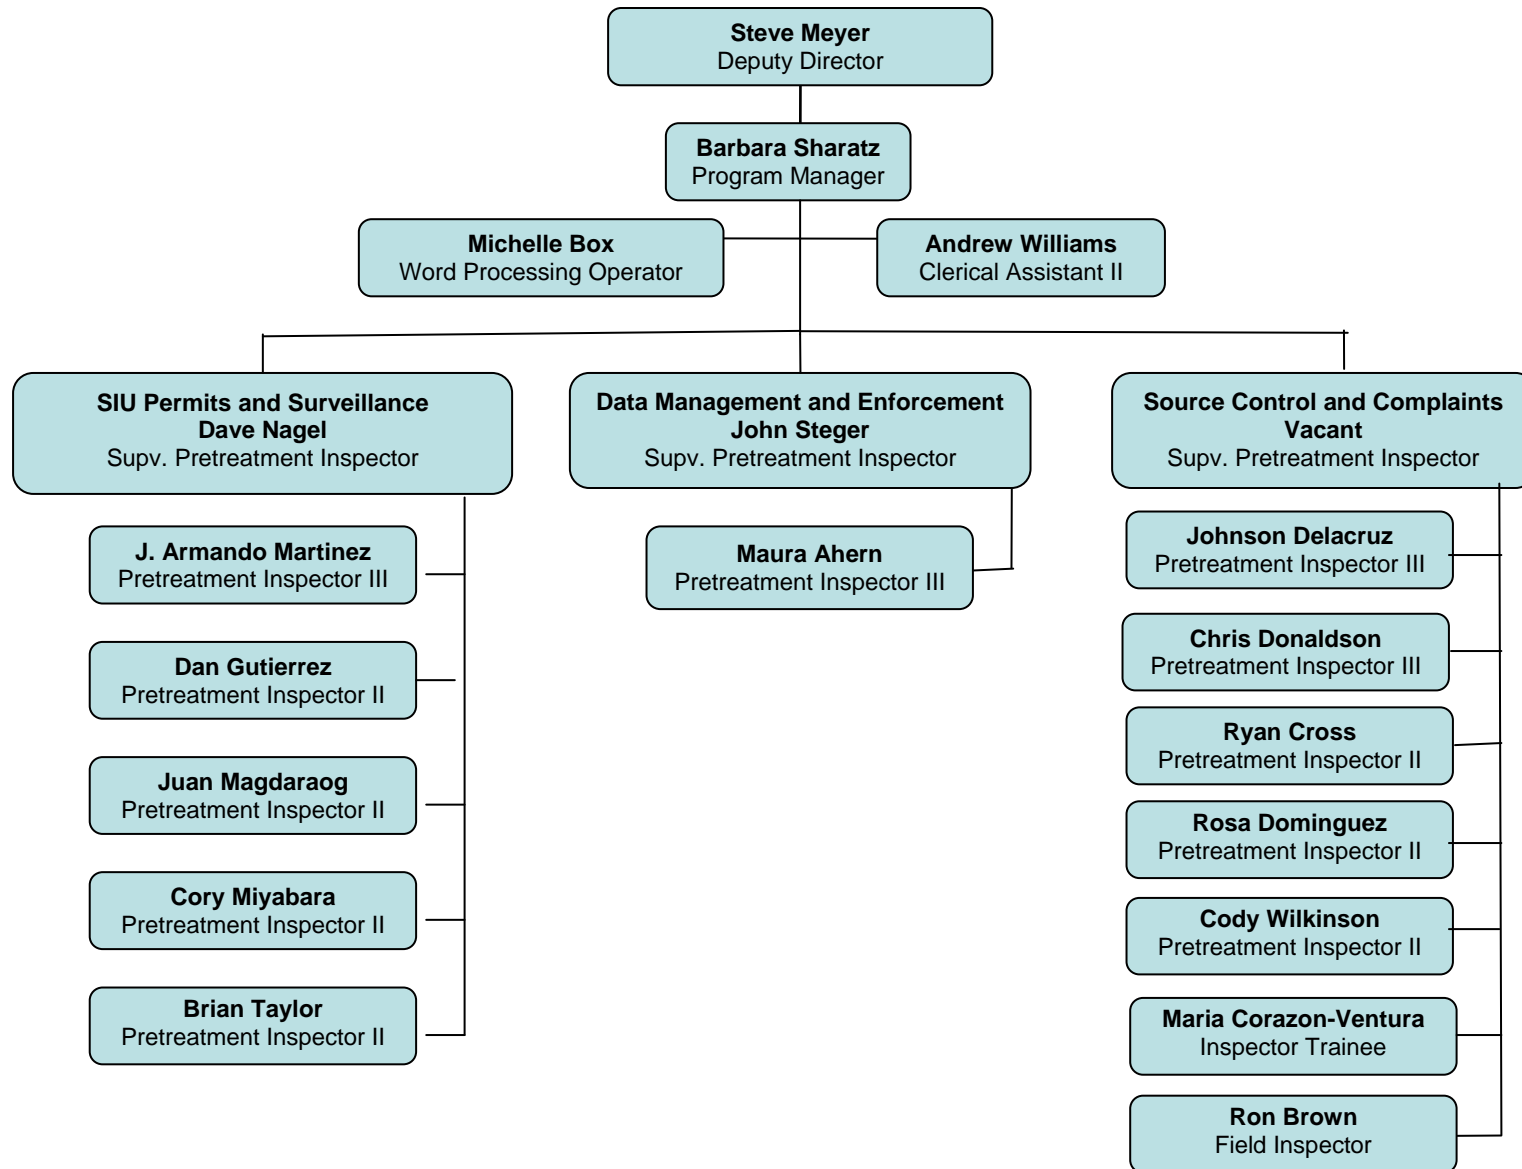 Steve Meyer
Deputy Director
Barbara Sharatz
Program Manager
Michelle Box
Word Processing Operator
Andrew Williams
Clerical Assistant II
SIU Permits and Surveillance
Dave Nagel
Supv. Pretreatment Inspector
J. Armando Martinez
Pretreatment Inspector III
Dan Gutierrez
Pretreatment Inspector II
Juan Magdaraog
Pretreatment Inspector II
Cory Miyabara
Pretreatment Inspector II
Brian Taylor
Pretreatment Inspector II
Data Management and Enforcement
John Steger
Supv. Pretreatment Inspector
Maura Ahern
Pretreatment Inspector III
Source Control and Complaints
Vacant
Supv. Pretreatment Inspector
Johnson Delacruz
Pretreatment Inspector III
Chris Donaldson
Pretreatment Inspector III
Ryan Cross
Pretreatment Inspector II
Rosa Dominguez
Pretreatment Inspector II
Cody Wilkinson
Pretreatment Inspector II
Maria Corazon-Ventura
Inspector Trainee
Ron Brown
Field Inspector